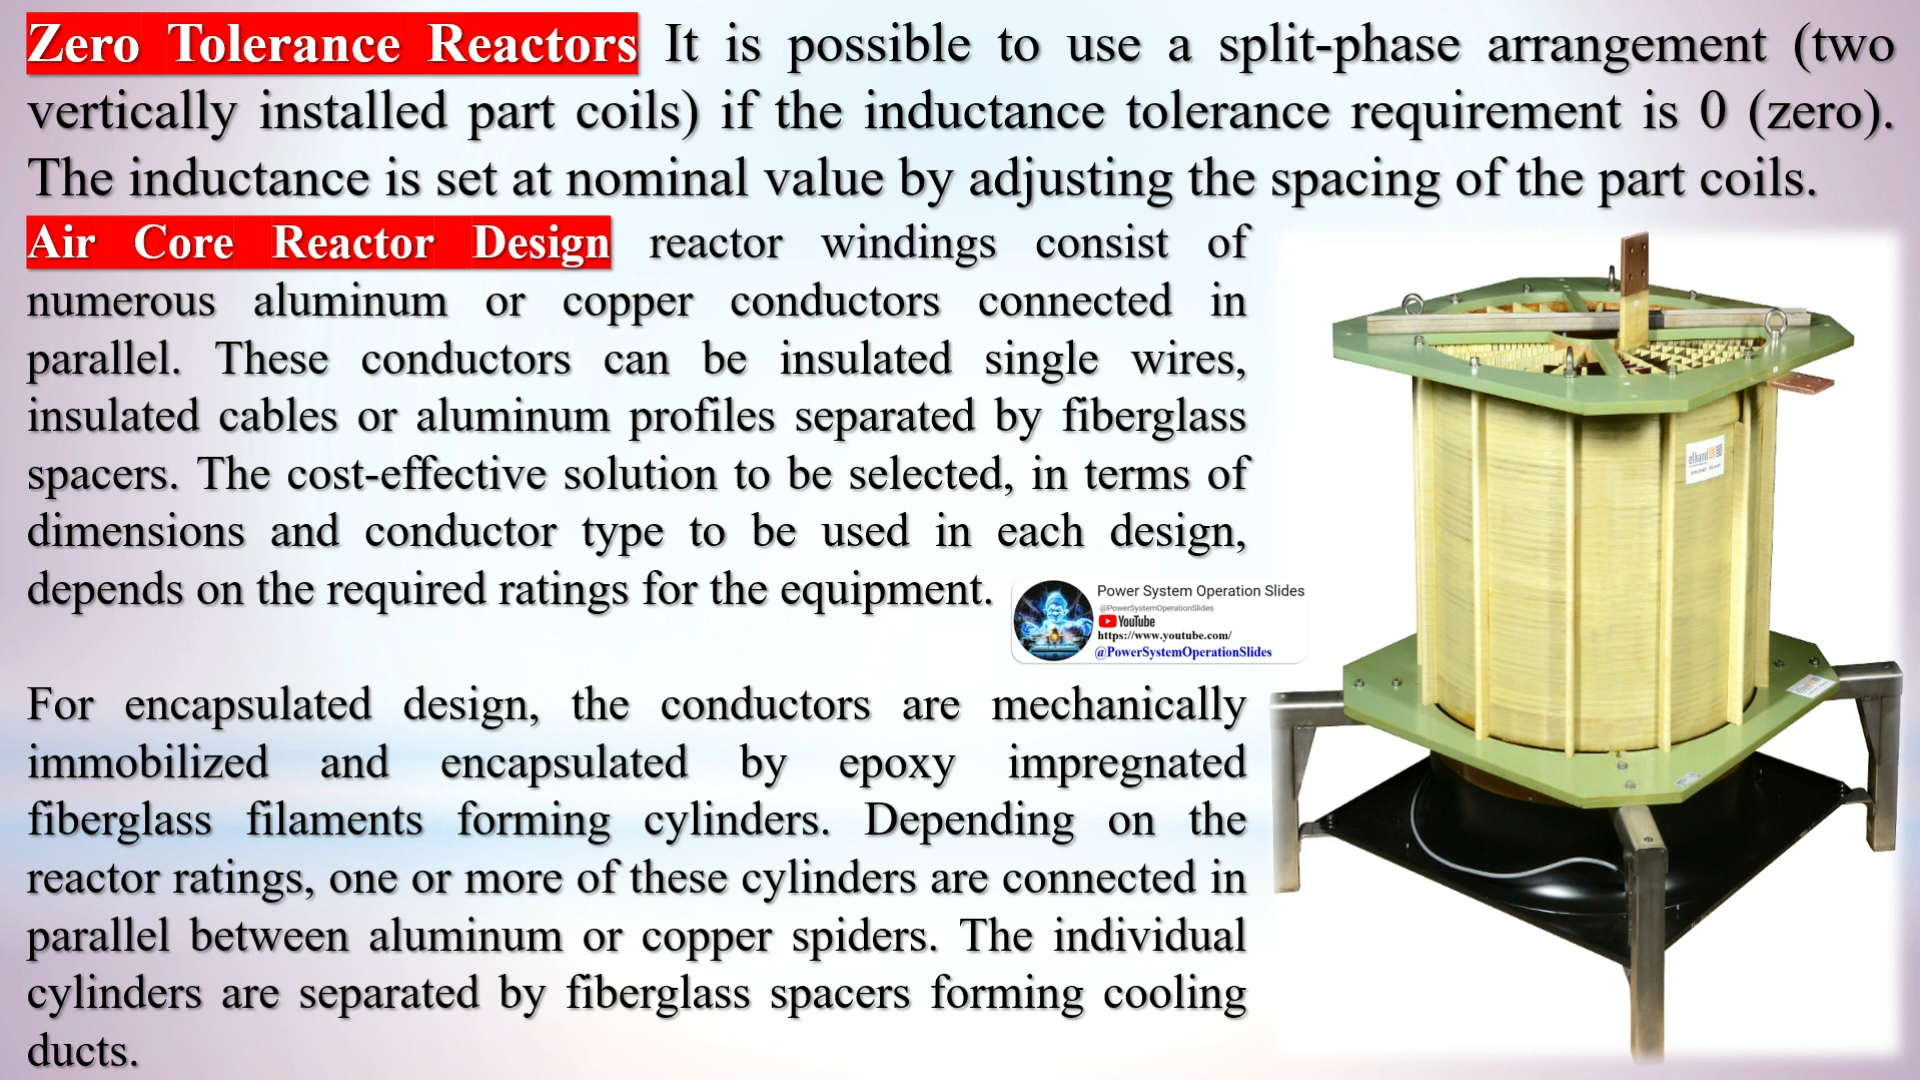 Zero Tolerance Reactors It is possible to use a split-phase arrangement (two
vertically installed part coils) if the inductance tolerance requirement is 0 (zero).
The inductance is set at nominal value by adjusting the spacing of the part coils.
Air Core Reactor Design reactor windings consist of
numerous aluminum or copper conductors connected in
parallel. These conductors can be insulated single wires,
insulated cables or aluminum profiles separated by fiberglass
spacers. The cost-effective solution to be selected, in terms of
dimensions and conductor type to be used in each design,
depends on the required ratings for the equipment.
Power System Operation Slides
@PowerSystemOperationSlides
YouTube
https://www.youtube.com/
@PowerSystemOperationSlides
For encapsulated design, the conductors are mechanically
immobilized and encapsulated by epoxy impregnated
fiberglass filaments forming cylinders. Depending on the
reactor ratings, one or more of these cylinders are connected in
parallel between aluminum or copper spiders. The individual
cylinders are separated by fiberglass spacers forming cooling
ducts.
elhand